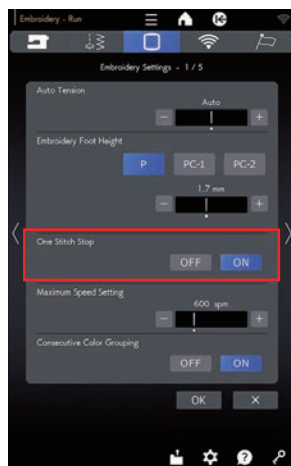 Embroidery - Run
Embroidery Settings - 1 / 5
Auto Tension
Auto
- +
Embroidery Foot Height
P PC-1 PC-2
1.7 mm
- +
One Stitch Stop
OFF ON
Maximum Speed Setting
600 spm
- +
Consecutive Color Grouping
OFF ON
OK X
?